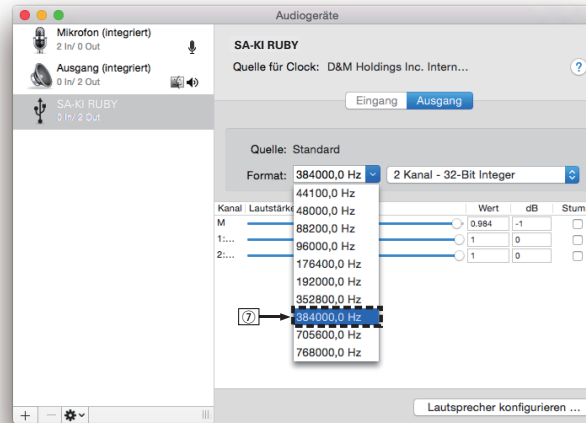 Audiogeräte
Mikrofon (integriert)
2 In/ 0 Out
Ausgang (integriert)
0 In/ 2 Out
SA-KI RUBY
0 In/ 2 Out
SA-KI RUBY
Quelle für Clock: D&M Holdings Inc. Intern...
?
Eingang Ausgang
Quelle: Standard
Format: 384000,0 Hz 2 Kanal - 32-Bit Integer
44100,0 Hz
48000,0 Hz
88200,0 Hz
96000,0 Hz
176400,0 Hz
192000,0 Hz
352800,0 Hz
⑦ 384000,0 Hz
705600,0 Hz
768000,0 Hz
Kanal Lautstärke Wert dB Stum
M 0.984 -1
1:... 1 0
2:... 1 0
Lautsprecher konfigurieren ...